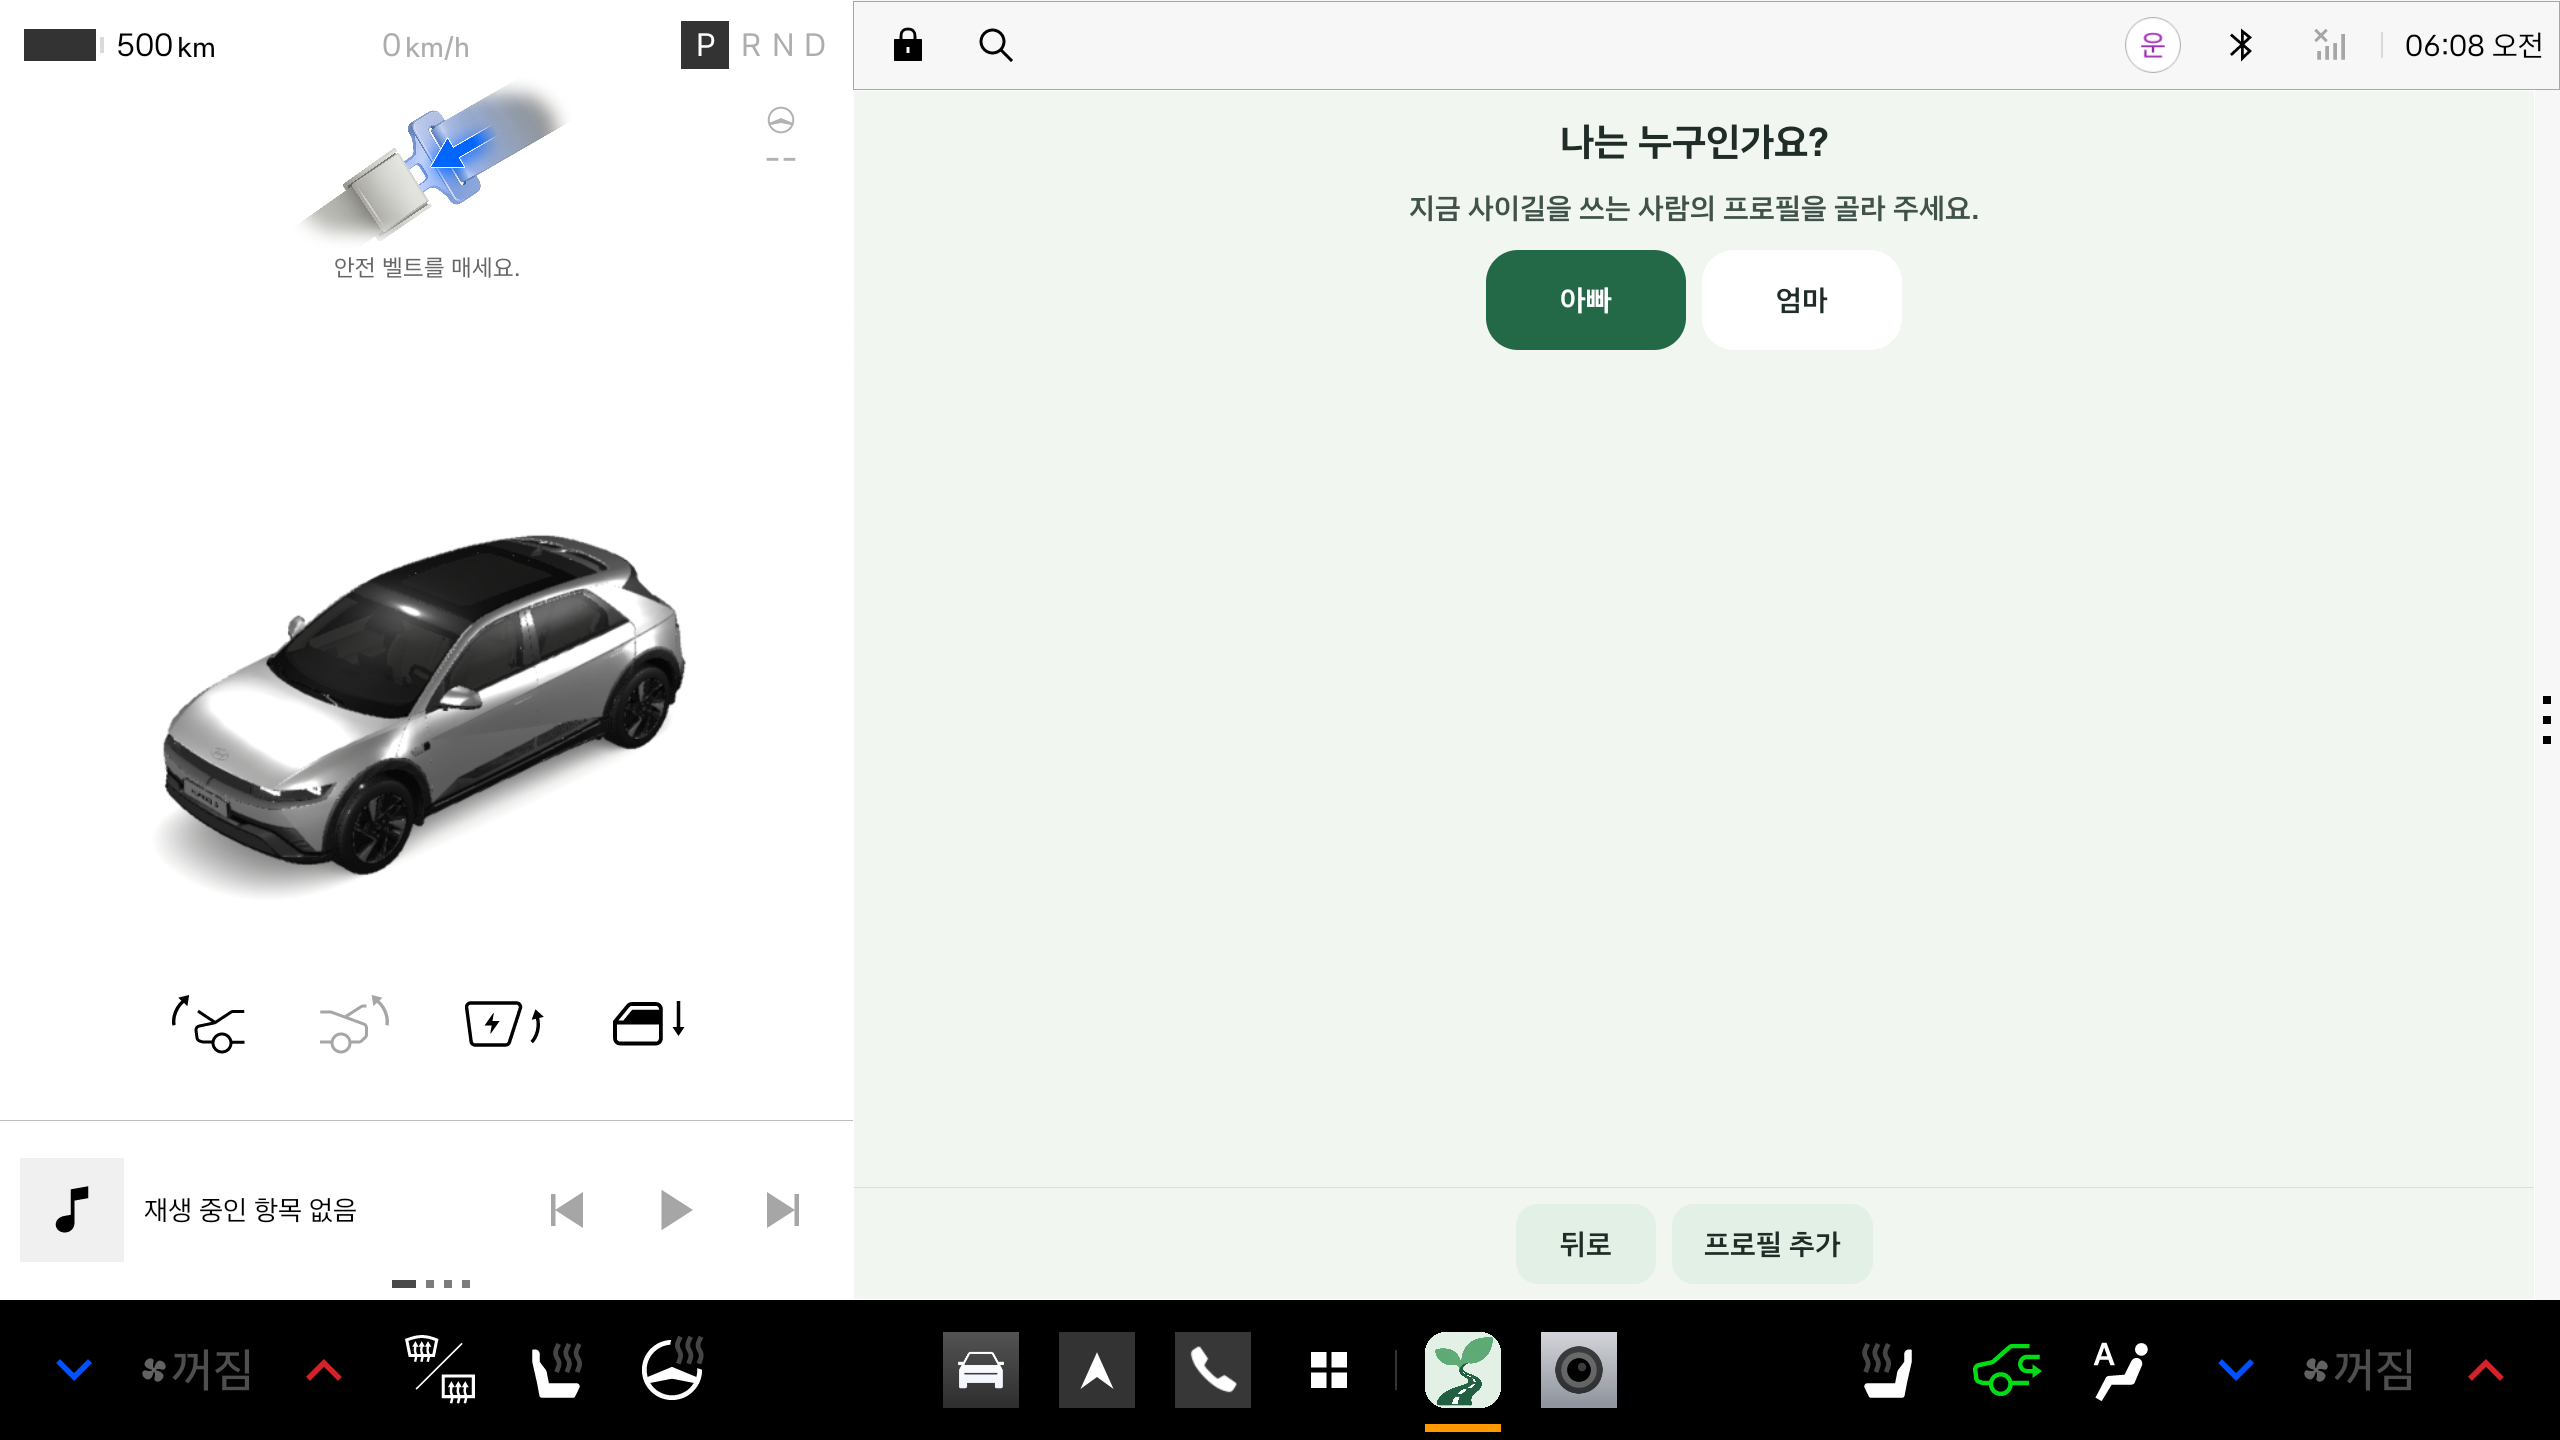 500 km
0 km/h
P R N D
운
06:08 오전
안전 벨트를 매세요.
나는 누구인가요?
지금 사이길을 쓰는 사람의 프로필을 골라 주세요.
아빠
엄마
재생 중인 항목 없음
뒤로
프로필 추가
꺼짐
A
꺼짐